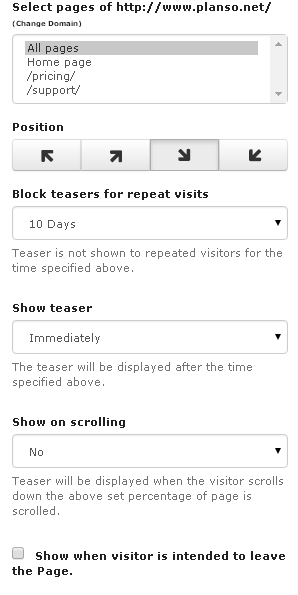 Select pages of http://www.planso.net/
(Change Domain)
All pages
Home page
/pricing/
/support/
Position
Block teasers for repeat visits
10 Days
Teaser is not shown to repeated visitors for the
time specified above.
Show teaser
Immediately
The teaser will be displayed after the time
specified above.
Show on scrolling
No
Teaser will be displayed when the visitor scrolls
down the above set percentage of page is
scrolled.
Show when visitor is intended to leave
the Page.